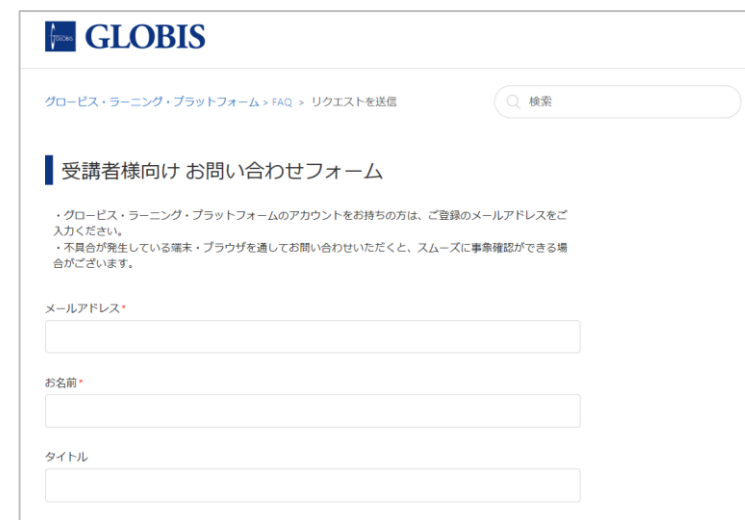 GLOBIS GLOBIS
グロービス・ラーニング・プラットフォーム > FAQ > リクエストを送信
検索
受講者様向け お問い合わせフォーム
・グロービス・ラーニング・プラットフォームのアカウントをお持ちの方は、ご登録のメールアドレスをご
入力ください。
・不具合が発生している端末・ブラウザを通してお問い合わせいただくと、スムーズに事象確認ができる場
合がございます。
メールアドレス*
お名前*
タイトル